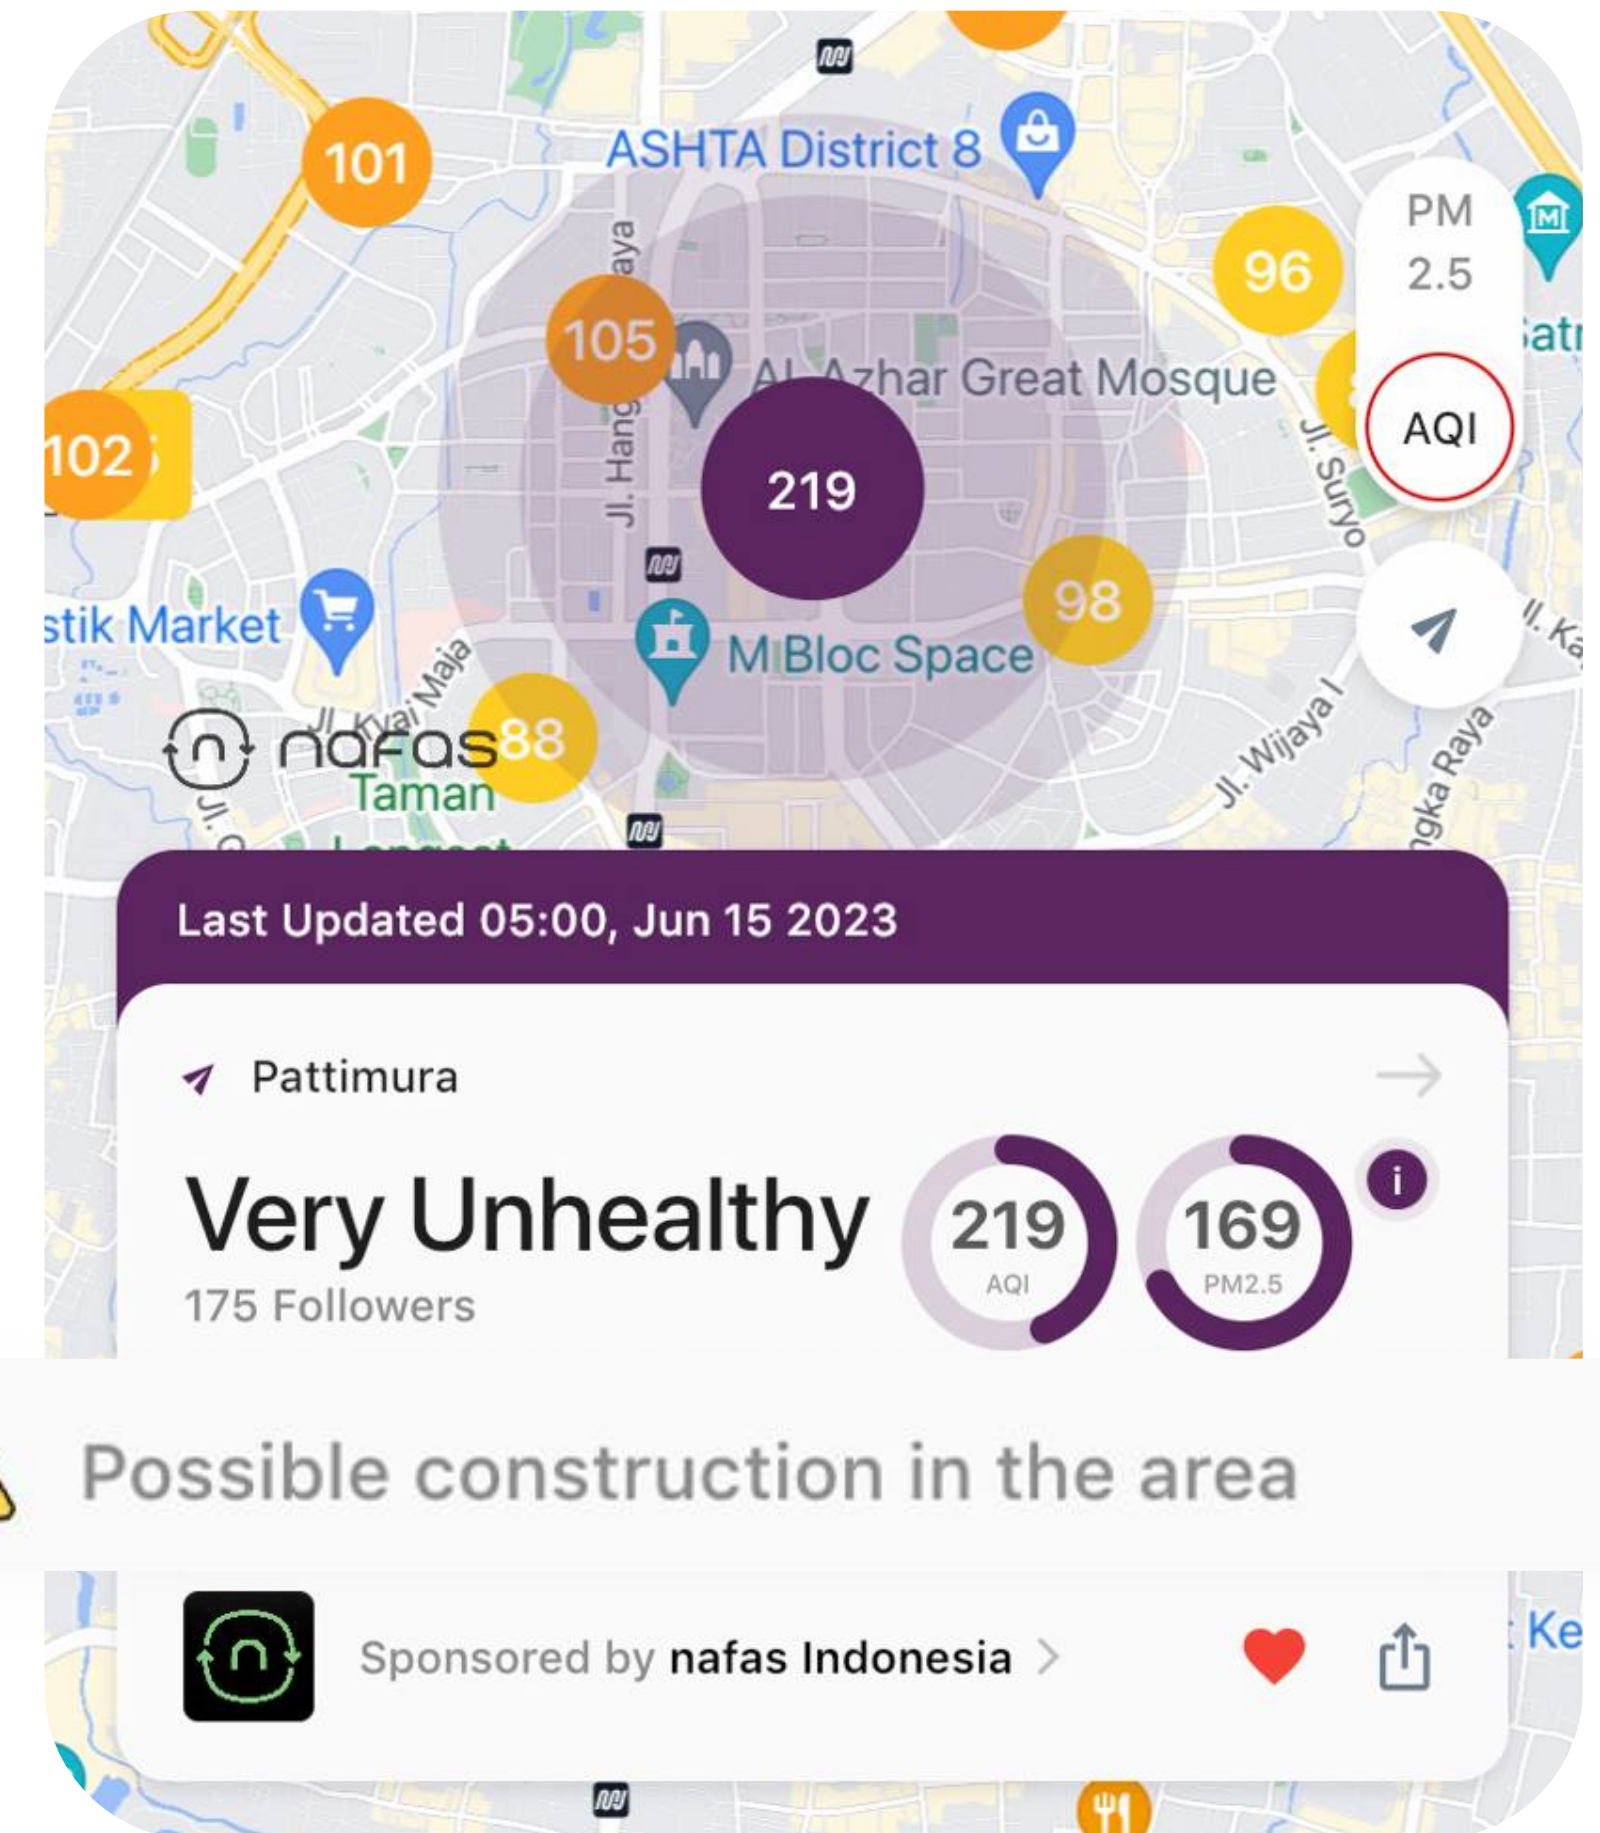 101
ASHTA District 8
PM
2.5
96
105
Al-Azhar Great Mosque
AQI
102
219
Jl. Suryo
98
stik Market
M Bloc Space
Jl. Kyai Maja
nafas
88
Jl. Wijaya I
Taman
Last Updated 05:00, Jun 15 2023
Pattimura
Very Unhealthy
219
AQI
169
PM2.5
i
175 Followers
Possible construction in the area
n
Sponsored by nafas Indonesia